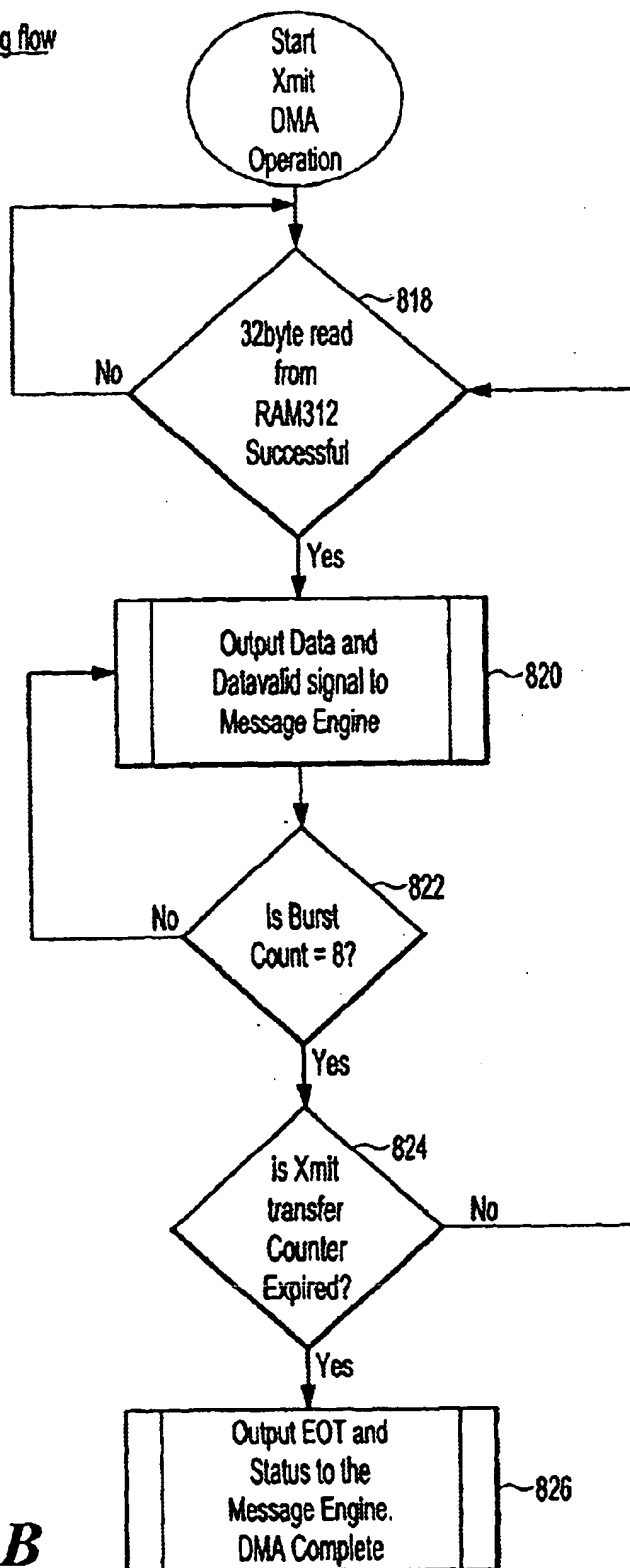 g flow
Start
Xmit
DMA
Operation
818
32byte read
from
RAM312
Successful
No
Yes
Output Data and
Datavalid signal to
Message Engine
820
822
No
Is Burst
Count = 8?
Yes
824
is Xmit
transfer
Counter
Expired?
No
Yes
Output EOT and
Status to the
Message Engine.
DMA Complete
826
B